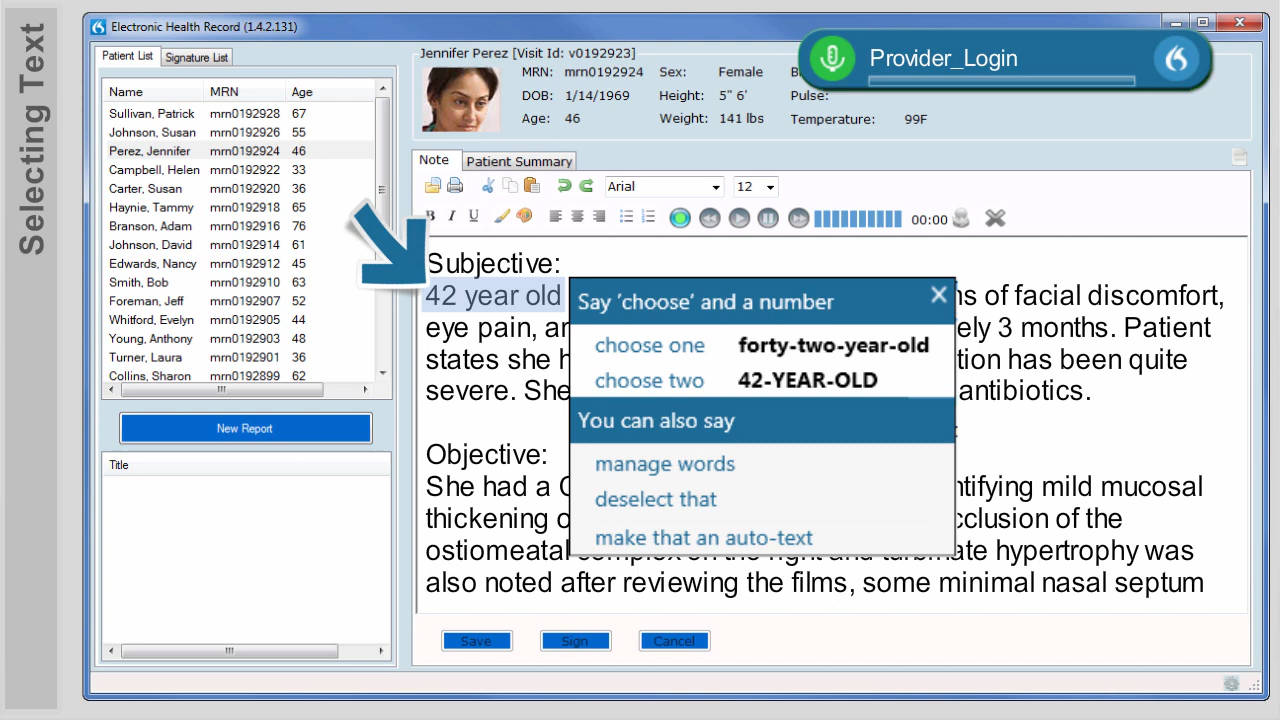 Selecting Text
Electronic Health Record (1.4.2.131)
Patient List
Signature List
Name MRN Age
Sullivan, Patrick mrn0192928 67
Johnson, Susan mrn0192926 55
Perez, Jennifer mrn0192924 46
Campbell, Helen mrn0192922 33
Carter, Susan mrn0192920 36
Haynie, Tammy mrn0192918 65
Branson, Adam mrn0192916 76
Johnson, David mrn0192914 61
Edwards, Nancy mrn0192912 45
Smith, Bob mrn0192910 63
Foreman, Jeff mrn0192907 52
Whitford, Evelyn mrn0192905 44
Young, Anthony mrn0192903 48
Turner, Laura mrn0192901 36
Collins, Sharon mrn0192899 62
New Report
Title
Jennifer Perez [Visit Id: v0192923]
MRN: mrn0192924 Sex: Female
DOB: 1/14/1969 Height: 5" 6' Pulse:
Age: 46 Weight: 141 lbs Temperature: 99F
Provider_Login
Note
Patient Summary
Arial 12
B I U 00:00
Subjective:
42 year old of facial discomfort,
eye pain, 3 months. Patient
states she has been quite
severe. She antibiotics.
Say 'choose' and a number
choose one forty-two-year-old
choose two 42-YEAR-OLD
You can also say
manage words
deselect that
make that an auto-text
Objective:
She had a mild mucosal
thickening of the
ostiomeatal complex on the right and turbinate hypertrophy was
also noted after reviewing the films, some minimal nasal septum
Save
Sign
Cancel